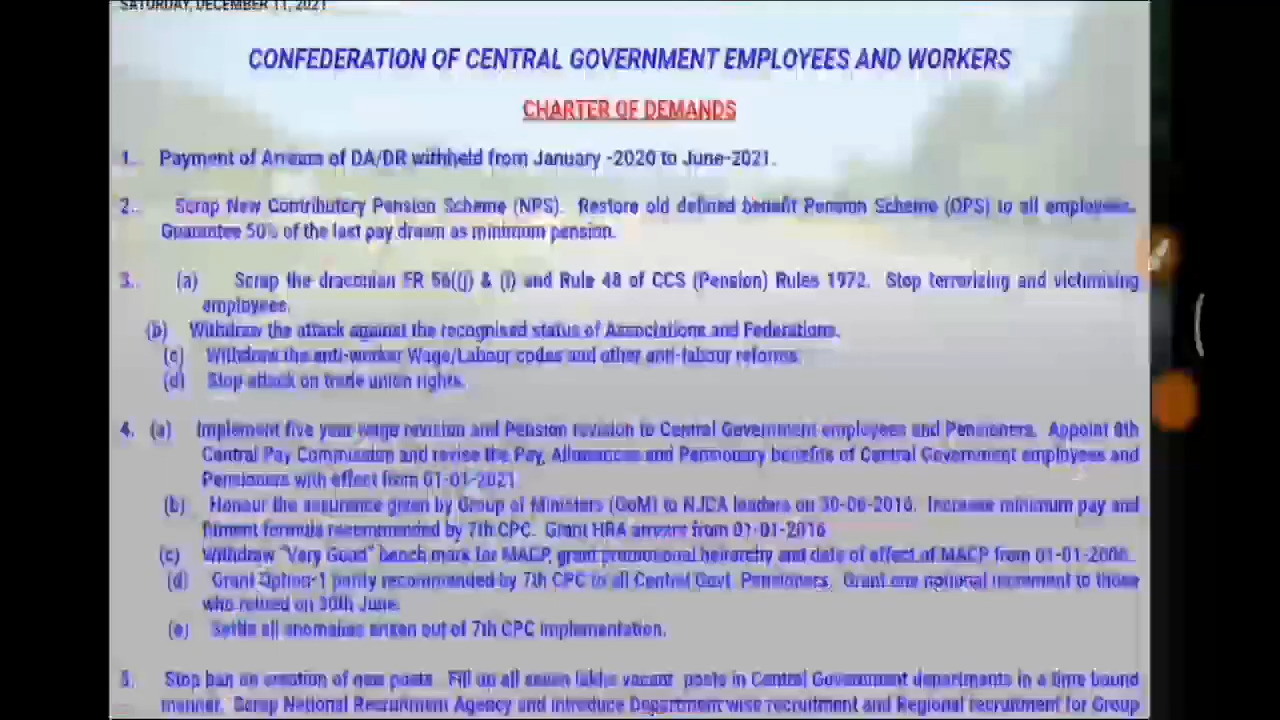 SATURDAY, DECEMBER 11, 2021
CONFEDERATION OF CENTRAL GOVERNMENT EMPLOYEES AND WORKERS
CHARTER OF DEMANDS
1. Payment of Arrears of DA/DR withheld from January -2020 to June-2021.
2. Scrap New Contributory Pension Scheme (NPS). Restore old defined benefit Pension Scheme (OPS) to all employees.
Guarantee 50% of the last pay drawn as minimum pension.
3. (a) Scrap the draconian FR 56((j) & (i) and Rule 48 of CCS (Pension) Rules 1972. Stop terrorizing and victimising
employees.
(b) Withdraw the attack against the recognised status of Associations and Federations.
(c) Withdraw the anti-worker Wage/Labour codes and other anti-labour reforms
(d) Stop attack on trade union rights.
4. (a) Implement five year wage revision and Pension revision to Central Government employees and Pensioners. Appoint 8th
Central Pay Commission and revise the Pay, Allowances and Pensionary benefits of Central Government employees and
Pensioners with effect from 01-01-2021
(b) Honour the assurance given by Group of Ministers (GoM) to NJCA leaders on 30-06-2016. Increase minimum pay and
fitment formula recommended by 7th CPC. Grant HRA arrears from 01-01-2016
(c) Withdraw "Very Good" bench mark for MACP, grant promotional heirarchy and date of effect of MACP from 01-01-2006.
(d) Grant Option-1 parity recommended by 7th CPC to all Central Govt. Pensioners. Grant one notional increment to those
who retired on 30th June.
(e) Settle all anomalies arisen out of 7th CPC implementation.
5. Stop ban on creation of new posts. Fill up all seven lakhs vacant posts in Central Government departments in a time bound
manner. Scrap National Recruitment Agency and introduce Department wise recruitment and Regional recruitment for Group